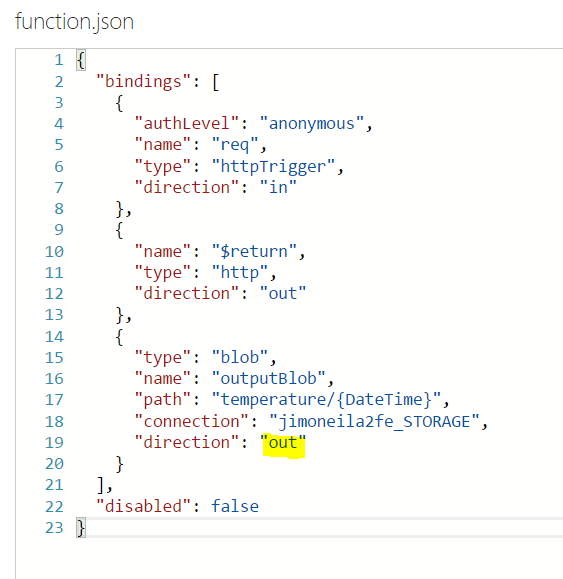 function.json
1 {
2 "bindings": [
3 {
4 "authLevel": "anonymous",
5 "name": "req",
6 "type": "httpTrigger",
7 "direction": "in"
8 },
9 {
10 "name": "$return",
11 "type": "http",
12 "direction": "out"
13 },
14 {
15 "type": "blob",
16 "name": "outputBlob",
17 "path": "temperature/{DateTime}",
18 "connection": "jimoneila2fe_STORAGE",
19 "direction": "out"
20 }
21 ],
22 "disabled": false
23 }